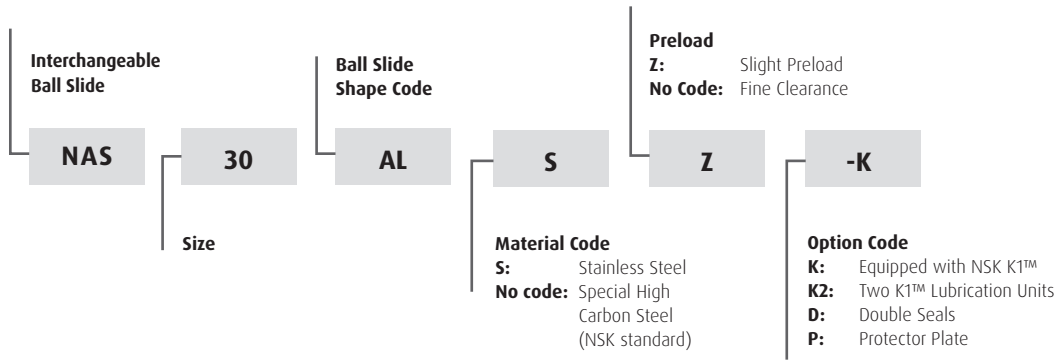 Interchangeable
Ball Slide
NAS
Size
30
Ball Slide
Shape Code
AL
Material Code
S: Stainless Steel
No code: Special High
Carbon Steel
(NSK standard)
S
Preload
Z: Slight Preload
No Code: Fine Clearance
Z
-K
Option Code
K: Equipped with NSK K1™
K2: Two K1™ Lubrication Units
D: Double Seals
P: Protector Plate